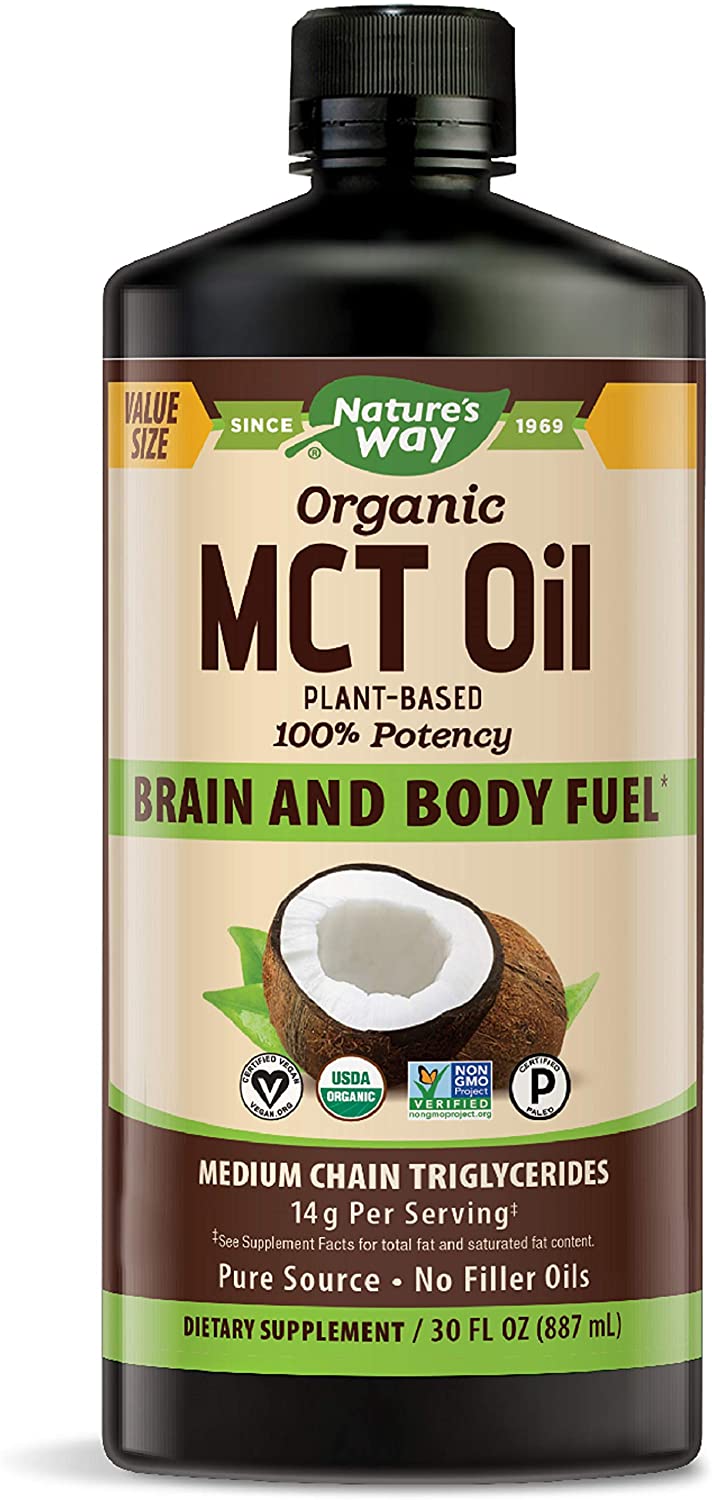 VALUE
SIZE
SINCE
Nature's
Way
®
1969
Organic
MCT Oil
PLANT-BASED
100% Potency
BRAIN AND BODY FUEL*
CERTIFIED VEGAN
VEGAN.ORG
USDA
ORGANIC
NON
GMO
Project
VERIFIED
nongmoproject.org
CERTIFIED
P
PALEO
MEDIUM CHAIN TRIGLYCERIDES
14g Per Serving‡
‡See Supplement Facts for total fat and saturated fat content.
Pure Source • No Filler Oils
DIETARY SUPPLEMENT / 30 FL OZ (887 mL)